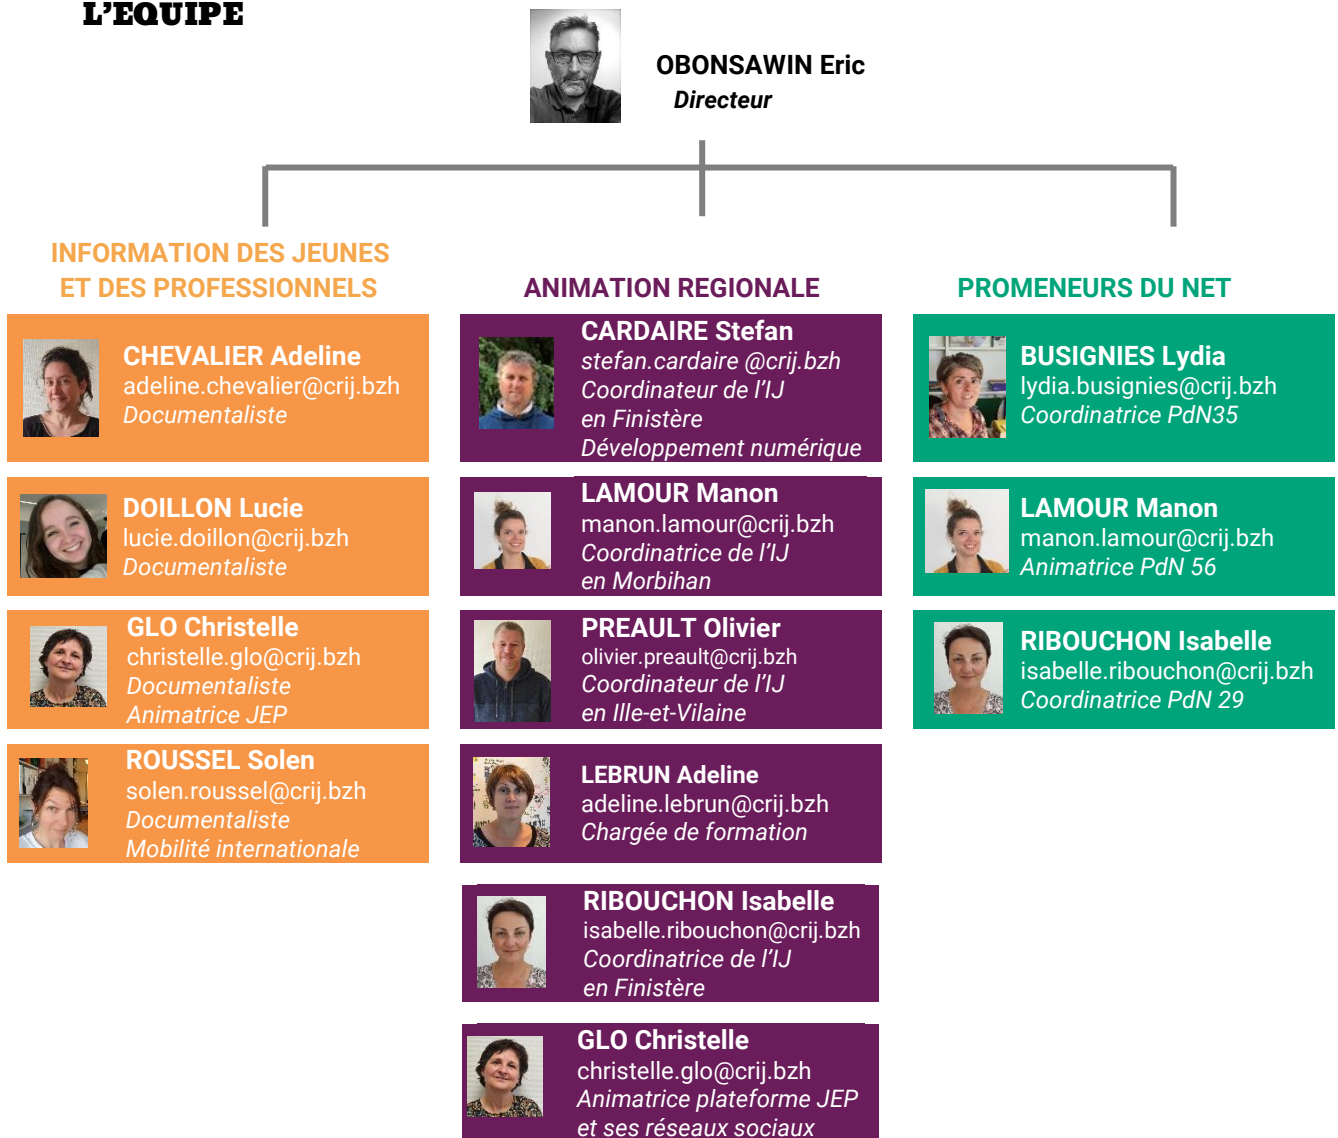 L’EQUIPE
OBONSAWIN Eric
Directeur
INFORMATION DES JEUNES
ET DES PROFESSIONNELS
CHEVALIER Adeline
adeline.chevalier@crij.bzh
Documentaliste
DOILLON Lucie
lucie.doillon@crij.bzh
Documentaliste
GLO Christelle
christelle.glo@crij.bzh
Documentaliste
Animatrice JEP
ROUSSEL Solen
solen.roussel@crij.bzh
Documentaliste
Mobilité internationale
ANIMATION REGIONALE
CARDAIRE Stefan
stefan.cardaire @crij.bzh
Coordinateur de l’IJ
en Finistère
Développement numérique
LAMOUR Manon
manon.lamour@crij.bzh
Coordinatrice de l’IJ
en Morbihan
PREAULT Olivier
olivier.preault@crij.bzh
Coordinateur de l’IJ
en Ille-et-Vilaine
LEBRUN Adeline
adeline.lebrun@crij.bzh
Chargée de formation
RIBOUCHON Isabelle
isabelle.ribouchon@crij.bzh
Coordinatrice de l’IJ
en Finistère
GLO Christelle
christelle.glo@crij.bzh
Animatrice plateforme JEP
et ses réseaux sociaux
PROMENEURS DU NET
BUSIGNIES Lydia
lydia.busignies@crij.bzh
Coordinatrice PdN35
LAMOUR Manon
manon.lamour@crij.bzh
Animatrice PdN 56
RIBOUCHON Isabelle
isabelle.ribouchon@crij.bzh
Coordinatrice PdN 29